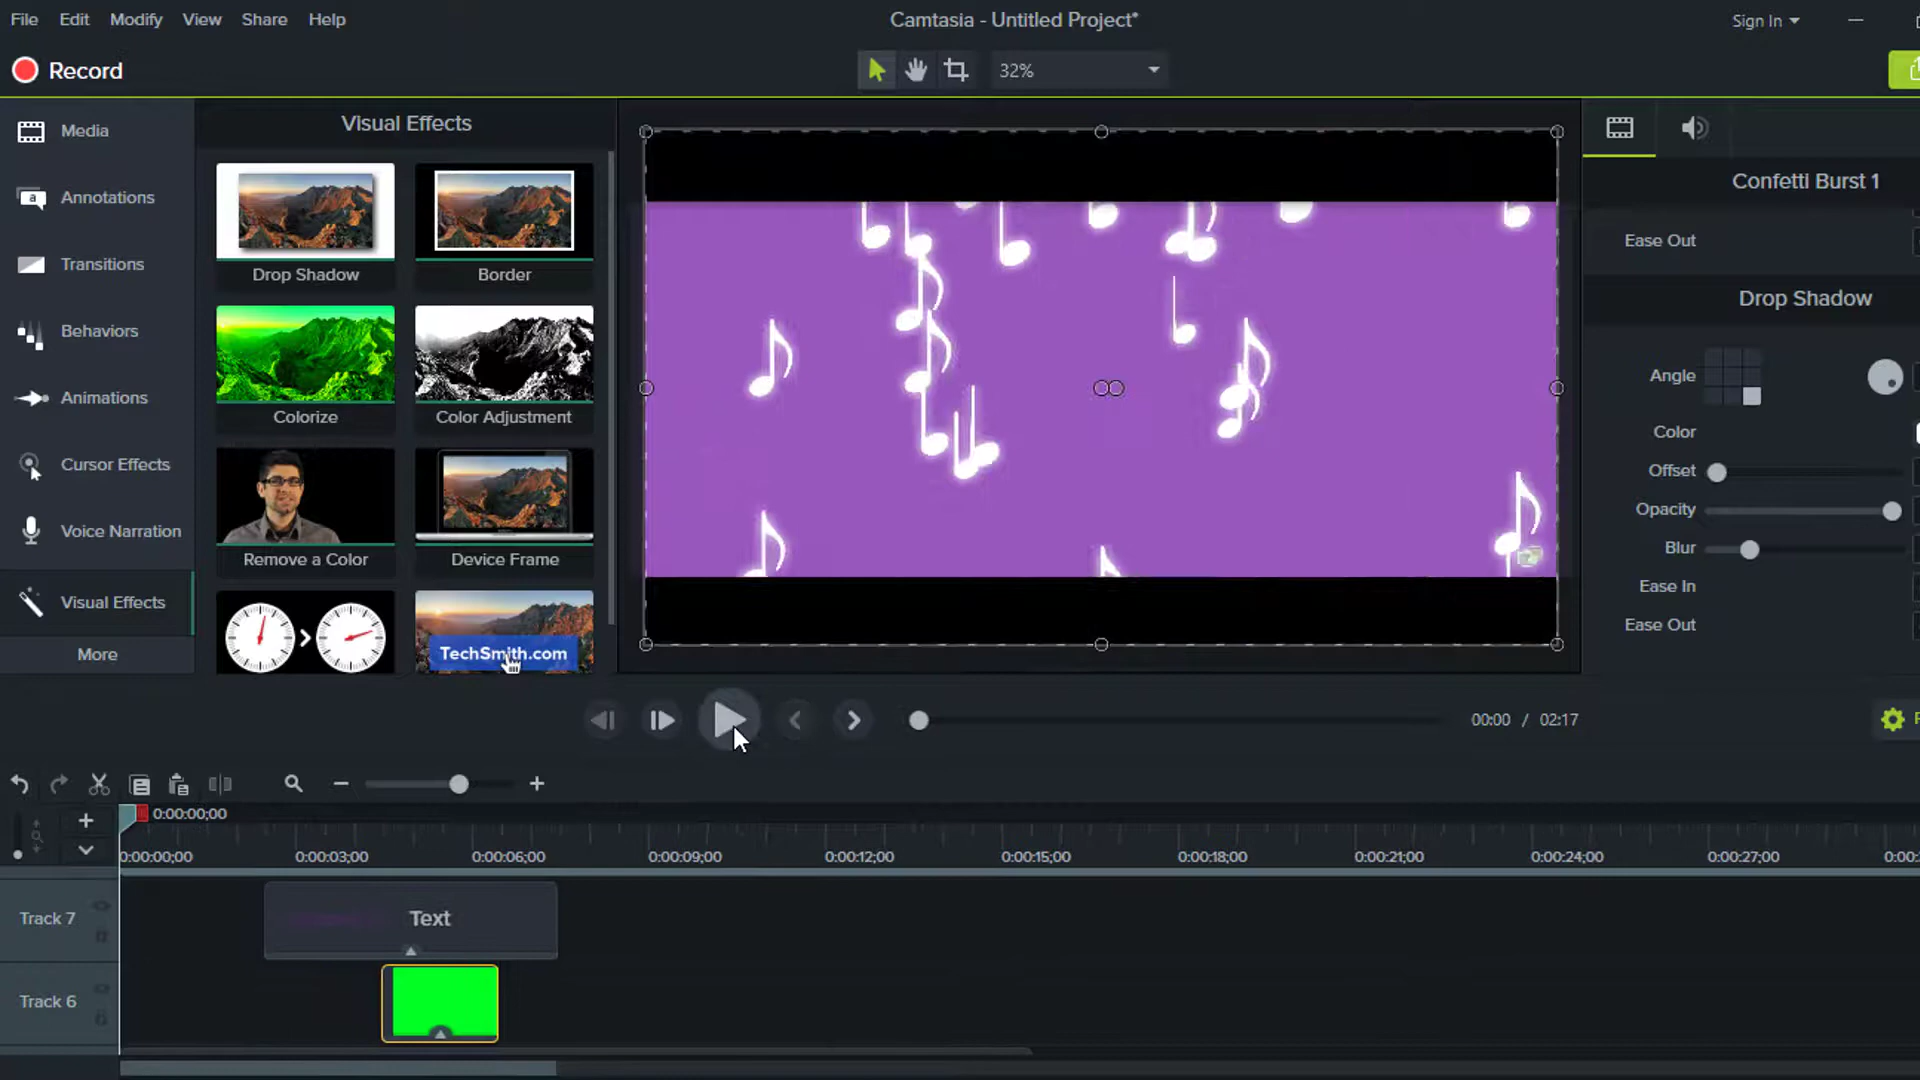 File Edit Modify View Share Help
Camtasia - Untitled Project*
Sign In
Record
32%
Media
Annotations
Transitions
Behaviors
Animations
Cursor Effects
Voice Narration
Visual Effects
More
Visual Effects
Drop Shadow
Border
Colorize
Color Adjustment
Remove a Color
Device Frame
TechSmith.com
Confetti Burst 1
Ease Out
Drop Shadow
Angle
Color
Offset
Opacity
Blur
Ease In
Ease Out
00:00 / 02:17
0:00:00;00
0:00:00;00 0:00:03;00 0:00:06;00 0:00:09;00 0:00:12;00 0:00:15;00 0:00:18;00 0:00:21;00 0:00:24;00 0:00:27;00
Track 7
Text
Track 6